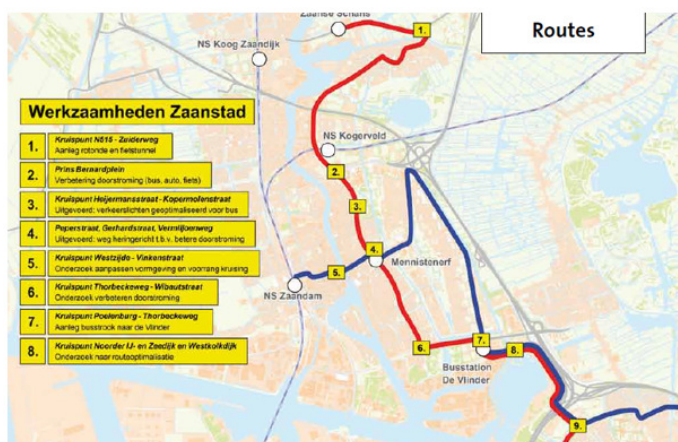 Zaanse Schans
Routes
NS Koog Zaandijk
1.
Werkzaamheden Zaanstad
1. Kruispunt N515 - Zuiderweg
Aanleg rotonde en fietstunnel
2. Prins Bernardplein
Verbetering doorstroming (bus, auto, fiets)
3. Kruispunt Heijermansstraat - Kopermolenstraat
Uitgevoerd: verkeerslichten geoptimaliseerd voor bus
4. Peperstraat, Gerhardstraat, Vermiljoenweg
Uitgevoerd: weg heringericht t.b.v. betere doorstroming
5. Kruispunt Westzijde - Vinkenstraat
Onderzoek aanpassen vormgeving en voorrang kruising
6. Kruispunt Thorbeckeweg - Wibautstraat
Onderzoek verbeteren doorstroming
7. Kruispunt Poelenburg - Thorbeckeweg
Aanleg busstrook naar de Vlinder
8. Kruispunt Noorder IJ- en Zeedijk en Westkolkdijk
Onderzoek naar routeoptimalisatie
NS Kogerveld
2.
3.
4.
Mennistenerf
5.
NS Zaandam
6.
7.
8.
Busstation
De Vlinder
9.